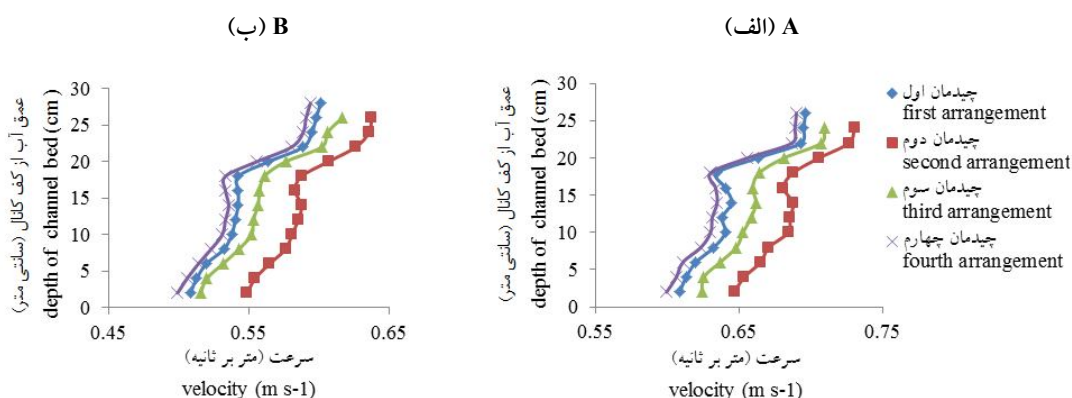 B (ب)
A (الف)
عمق آب از کف کانال (سانتی متر)
depth of channel bed (cm)
30
25
20
15
10
5
0
0.45
0.55
0.65
سرعت (متر بر ثانیه)
velocity (m s-1)
عمق آب از کف کانال (سانتی متر)
depth of channel bed (cm)
30
25
20
15
10
5
0
0.55
0.65
0.75
سرعت (متر بر ثانیه)
velocity (m s-1)
چیدمان اول
first arrangement
چیدمان دوم
second arrangement
چیدمان سوم
third arrangement
چیدمان چهارم
fourth arrangement